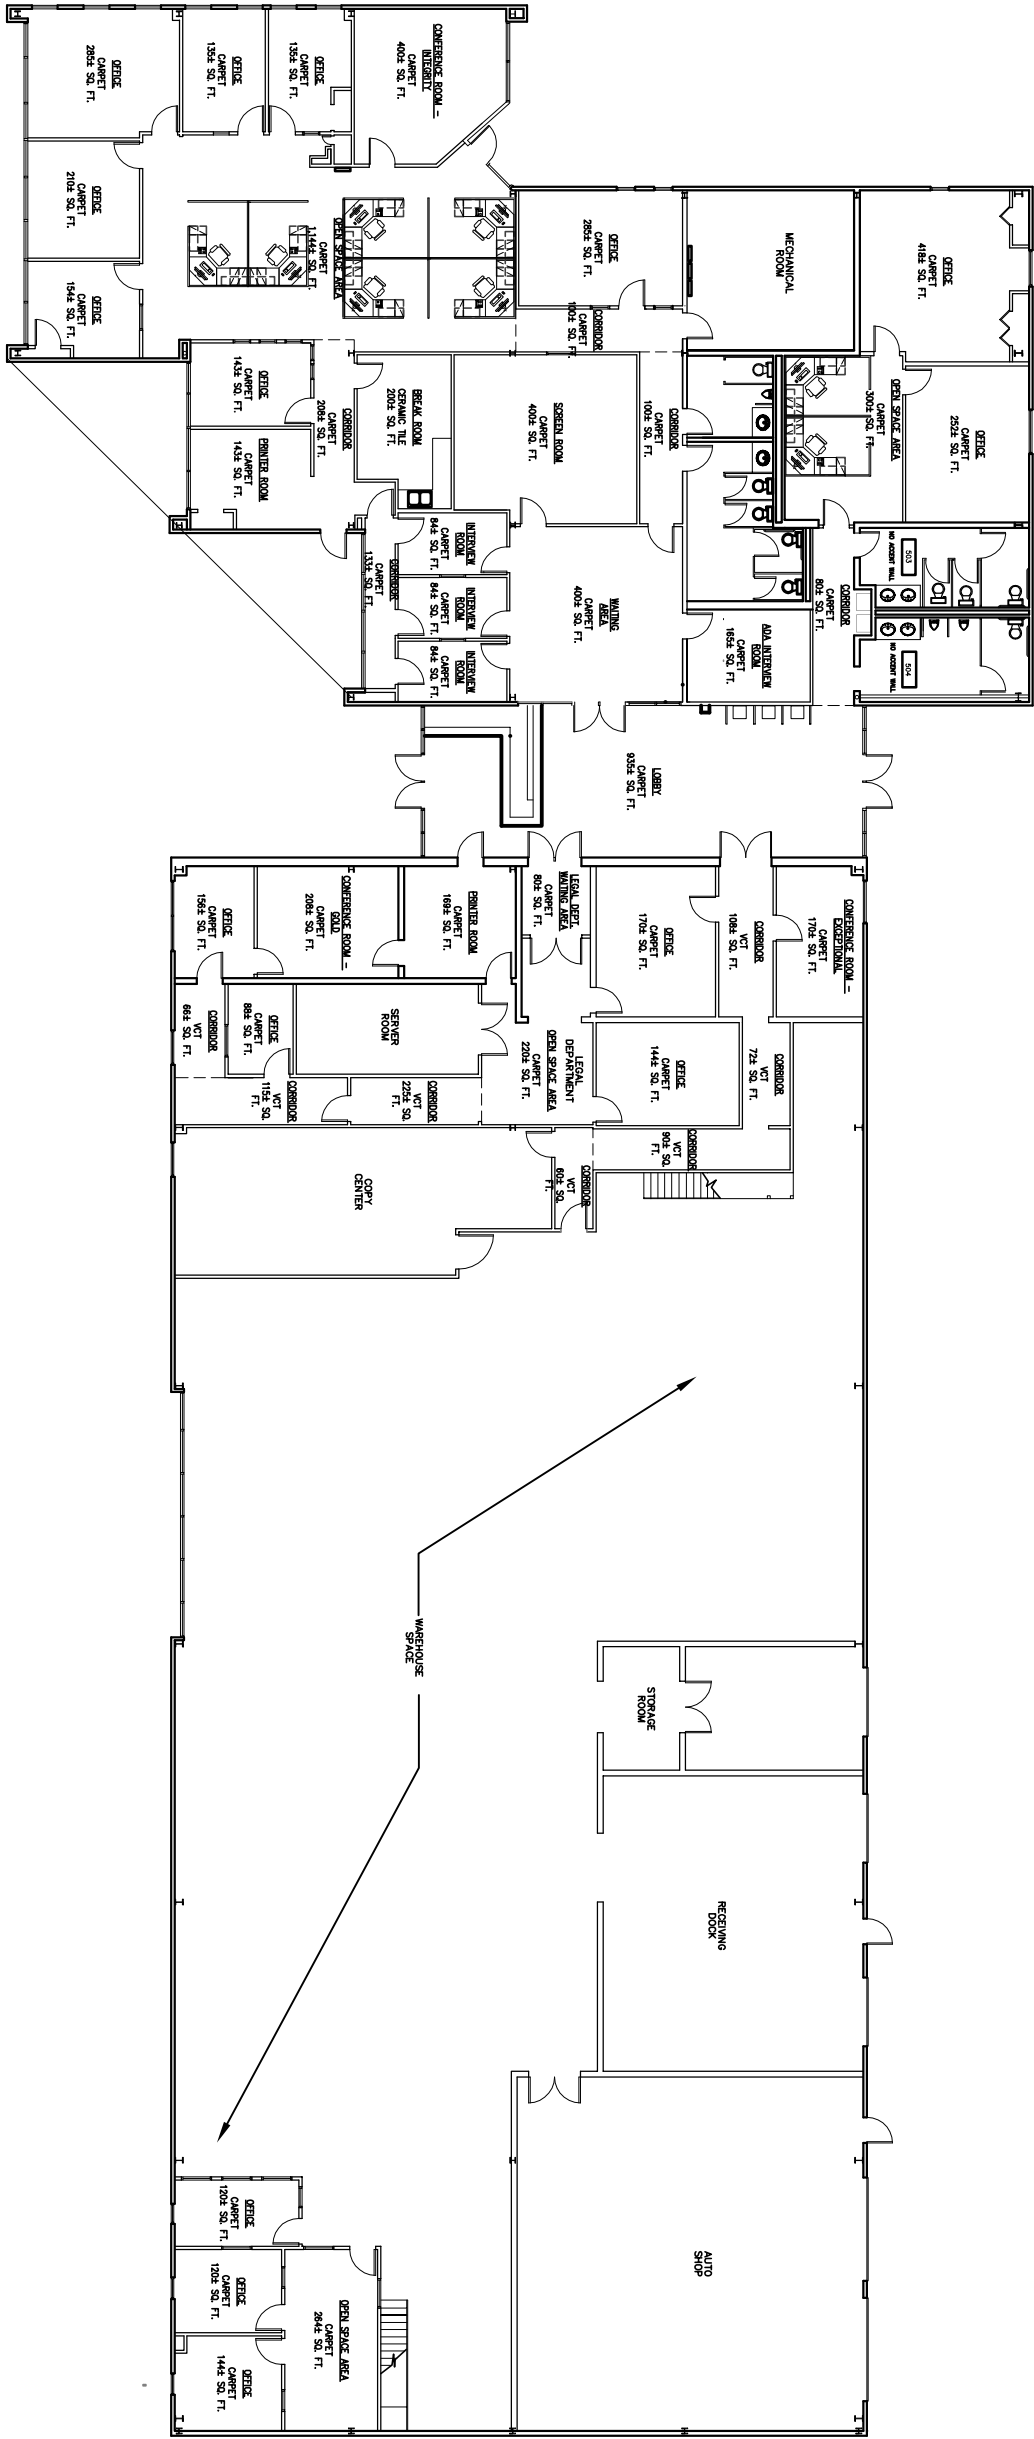 OFFICE
CARPET
285± SQ. FT.
OFFICE
CARPET
135± SQ. FT.
OFFICE
CARPET
135± SQ. FT.
CONFERENCE ROOM -
INTEGRITY
CARPET
400± SQ. FT.
OFFICE
CARPET
210± SQ. FT.
OFFICE
CARPET
154± SQ. FT.
OPEN SPACE AREA
CARPET
1,144± SQ. FT.
OFFICE
CARPET
285± SQ. FT.
MECHANICAL
ROOM
OFFICE
CARPET
418± SQ. FT.
CORRIDOR
CARPET
100± SQ. FT.
OFFICE
CARPET
143± SQ. FT.
PRINTER ROOM
CARPET
143± SQ. FT.
CORRIDOR
CARPET
208± SQ. FT.
BREAK ROOM
CERAMIC TILE
200± SQ. FT.
SCREEN ROOM
CARPET
400± SQ. FT.
CORRIDOR
CARPET
100± SQ. FT.
OPEN SPACE AREA
CARPET
300± SQ. FT.
OFFICE
CARPET
252± SQ. FT.
CORRIDOR
CARPET
133± SQ. FT.
INTERVIEW
ROOM
CARPET
84± SQ. FT.
INTERVIEW
ROOM
CARPET
84± SQ. FT.
INTERVIEW
ROOM
CARPET
84± SQ. FT.
WAITING
AREA
CARPET
400± SQ. FT.
ADA INTERVIEW
ROOM
CARPET
165± SQ. FT.
CORRIDOR
CARPET
80± SQ. FT.
503
NO ACCENT WALL
504
NO ACCENT WALL
LOBBY
CARPET
935± SQ. FT.
OFFICE
CARPET
156± SQ. FT.
CONFERENCE ROOM -
GOLD
CARPET
208± SQ. FT.
PRINTER ROOM
CARPET
169± SQ. FT.
LEGAL DEPT.
WAITING AREA
CARPET
80± SQ. FT.
OFFICE
CARPET
170± SQ. FT.
CORRIDOR
VCT
108± SQ. FT.
CONFERENCE ROOM -
EXCEPTIONAL
CARPET
170± SQ. FT.
CORRIDOR
VCT
66± SQ. FT.
OFFICE
CARPET
88± SQ. FT.
SERVER
ROOM
LEGAL
DEPARTMENT
OPEN SPACE AREA
CARPET
220± SQ. FT.
OFFICE
CARPET
144± SQ. FT.
CORRIDOR
VCT
72± SQ. FT.
CORRIDOR
VCT
115± SQ.
FT.
CORRIDOR
VCT
225± SQ.
FT.
CORRIDOR
VCT
90± SQ.
FT.
COPY
CENTER
CORRIDOR
VCT
60± SQ.
FT.
WAREHOUSE
SPACE
STORAGE
ROOM
RECEIVING
DOCK
AUTO
SHOP
OFFICE
CARPET
120± SQ. FT.
OFFICE
CARPET
120± SQ. FT.
OFFICE
CARPET
144± SQ. FT.
OPEN SPACE AREA
CARPET
264± SQ. FT.